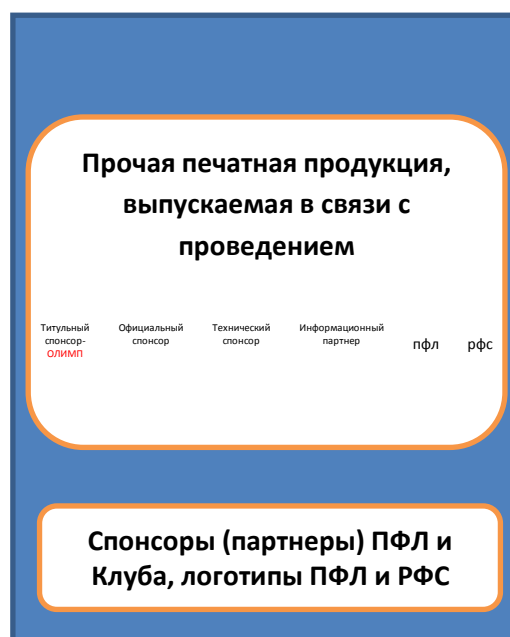 Прочая печатная продукция,
выпускаемая в связи с
проведением
Титульный спонсор- ОЛИМП
Официальный спонсор
Технический спонсор
Информационный партнер
пфл
рфс
Спонсоры (партнеры) ПФЛ и
Клуба, логотипы ПФЛ и РФС